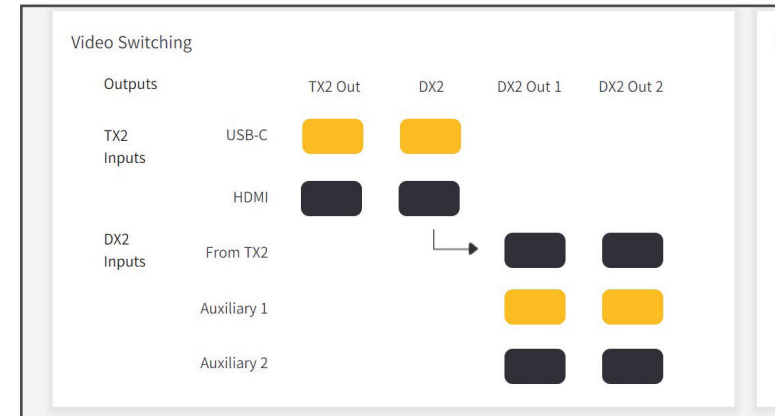 Video Switching
Outputs TX2 Out DX2 DX2 Out 1 DX2 Out 2
TX2 USB-C
Inputs
HDMI
DX2
Inputs From TX2
Auxiliary 1
Auxiliary 2